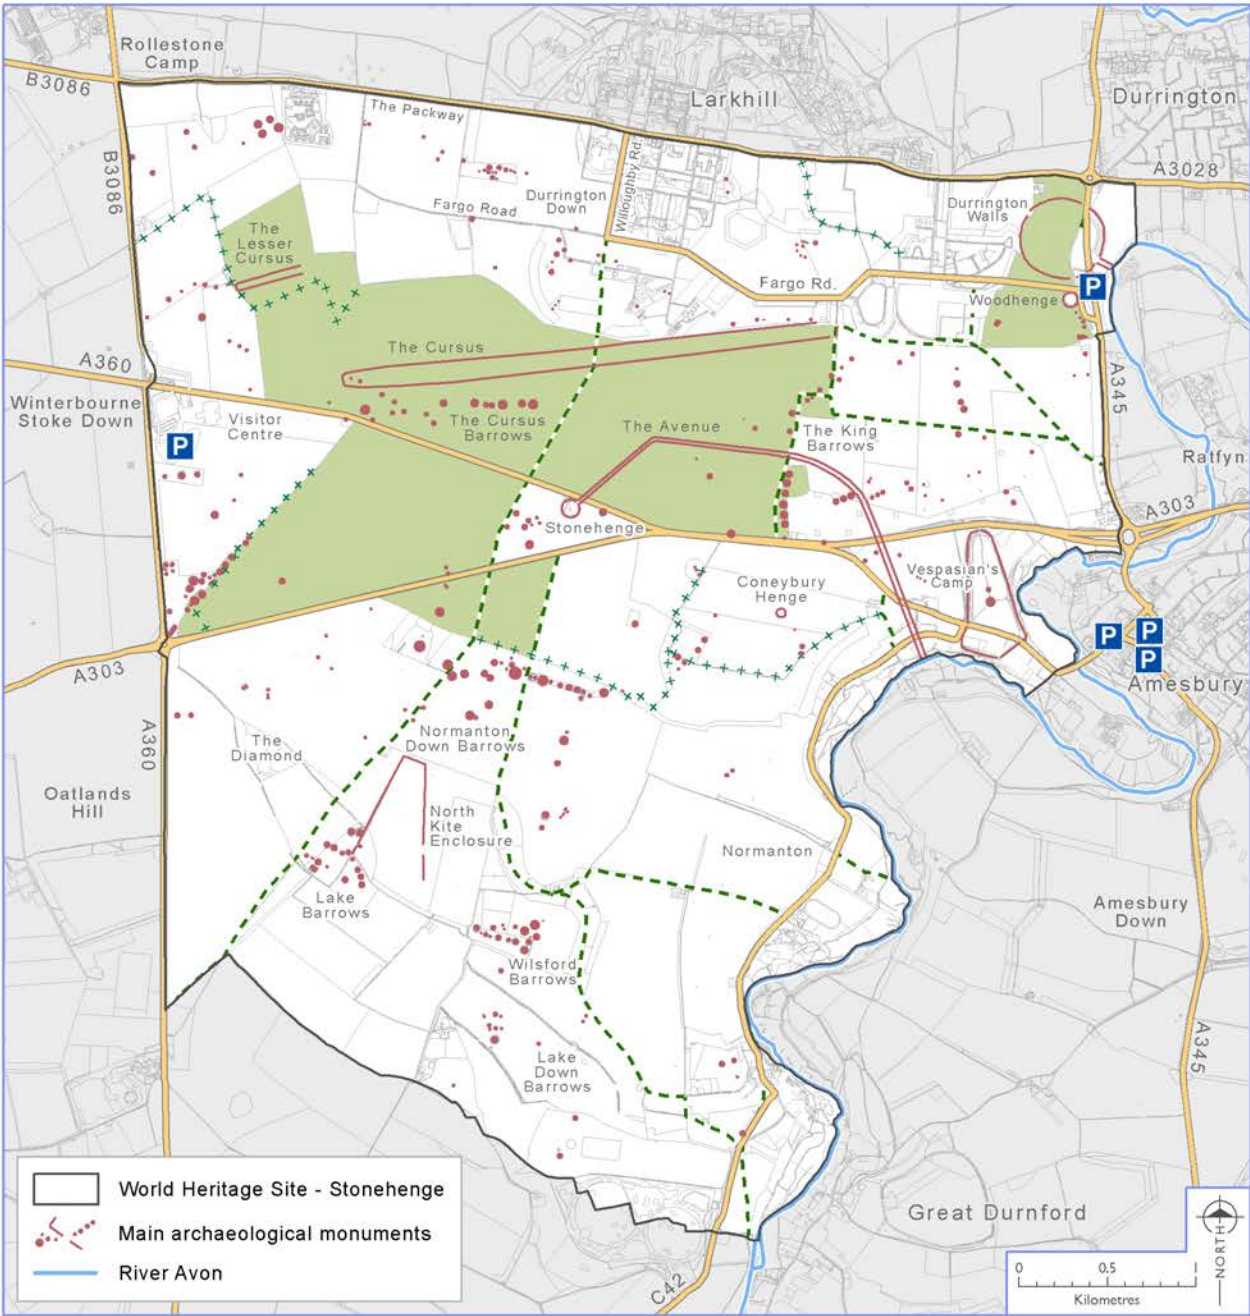 Rollestone
Camp
B3086
Larkhill
Durrington
The Packway
A3028
B3086
Willoughby Rd.
Durrington
Down
Fargo Road
Durrington
Walls
The
Lesser
Cursus
Fargo Rd.
P
Woodhenge
The Cursus
A360
A345
Winterbourne
Stoke Down
Visitor
Centre
The Cursus
Barrows
The Avenue
The King
Barrows
P
Ratfyn
A303
Stonehenge
Vespasian's
Camp
Coneybury
Henge
P
P
P
A303
Amesbury
A360
The
Diamond
Normanton
Down Barrows
Oatlands
Hill
North
Kite
Enclosure
Normanton
Lake
Barrows
Amesbury
Down
Wilsford
Barrows
A345
Lake
Down
Barrows
World Heritage Site - Stonehenge
Main archaeological monuments
River Avon
Great Durnford
C42
NORTH
0 0.5 1
Kilometres